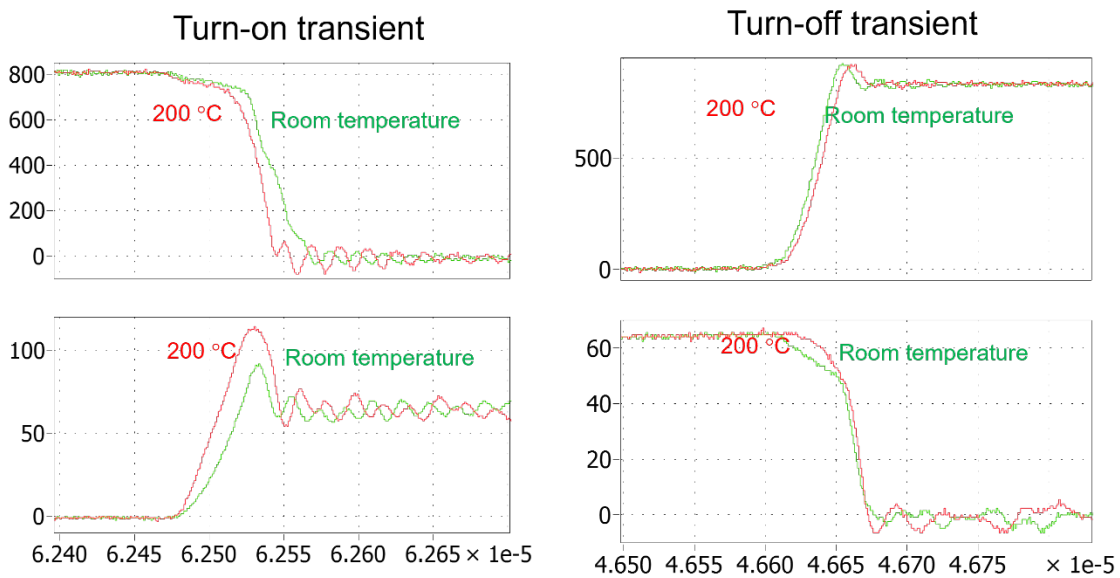 Turn-on transient
Turn-off transient
800
600
400
200
0
200 °C
Room temperature
500
0
200 °C
Room temperature
100
50
0
200 °C
Room temperature
6.240 6.245 6.250 6.255 6.260 6.265 × 1e-5
60
40
20
0
200 °C
Room temperature
4.650 4.655 4.660 4.665 4.670 4.675 × 1e-5